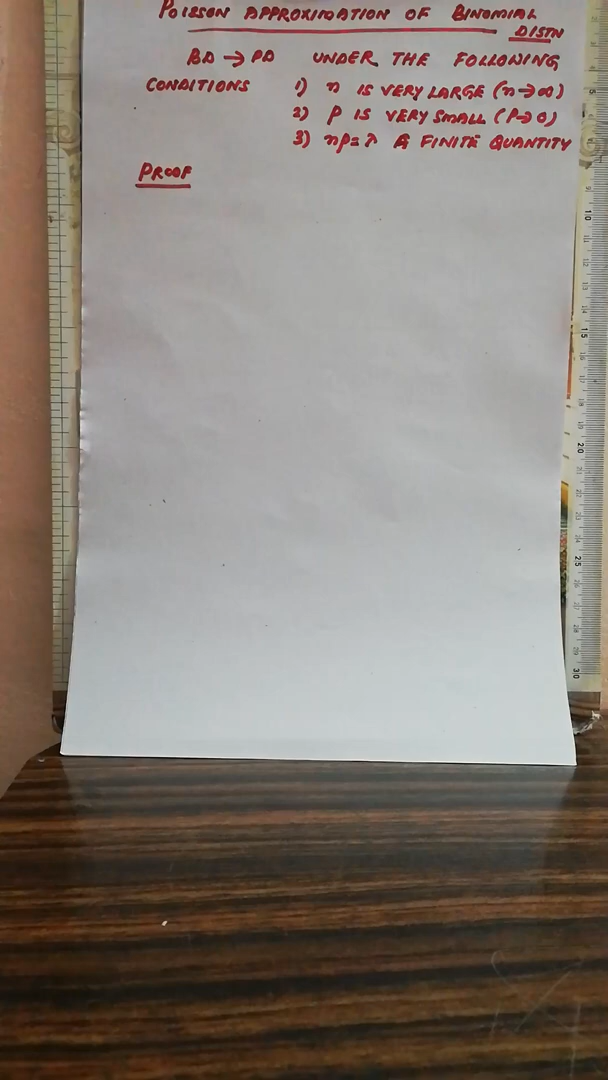 POISSON APPROXIMATION OF BINOMIAL
DISTN
BD → PD UNDER THE FOLLOWING
CONDITIONS 1) n IS VERY LARGE (n→∞)
2) P IS VERY SMALL (P→0)
3) np=λ A FINITE QUANTITY
PROOF